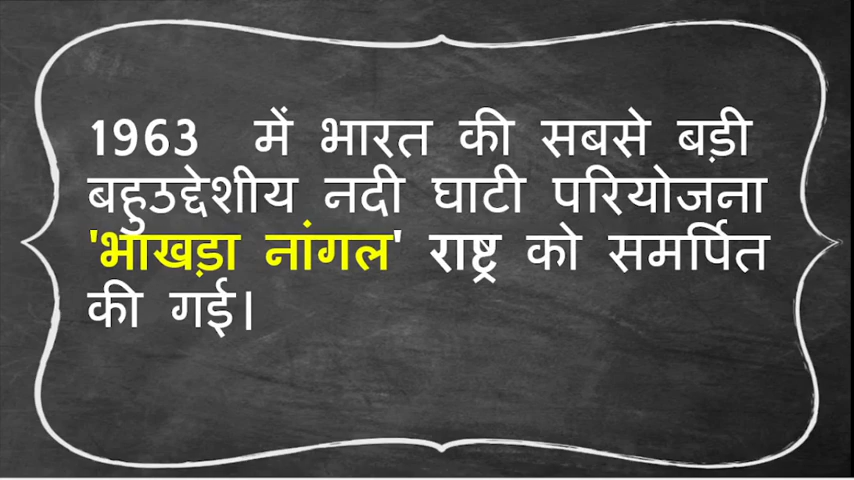 1963 में भारत की सबसे बड़ी
बहुउद्देशीय नदी घाटी परियोजना
'भाखड़ा नांगल' राष्ट्र को समर्पित
की गई।